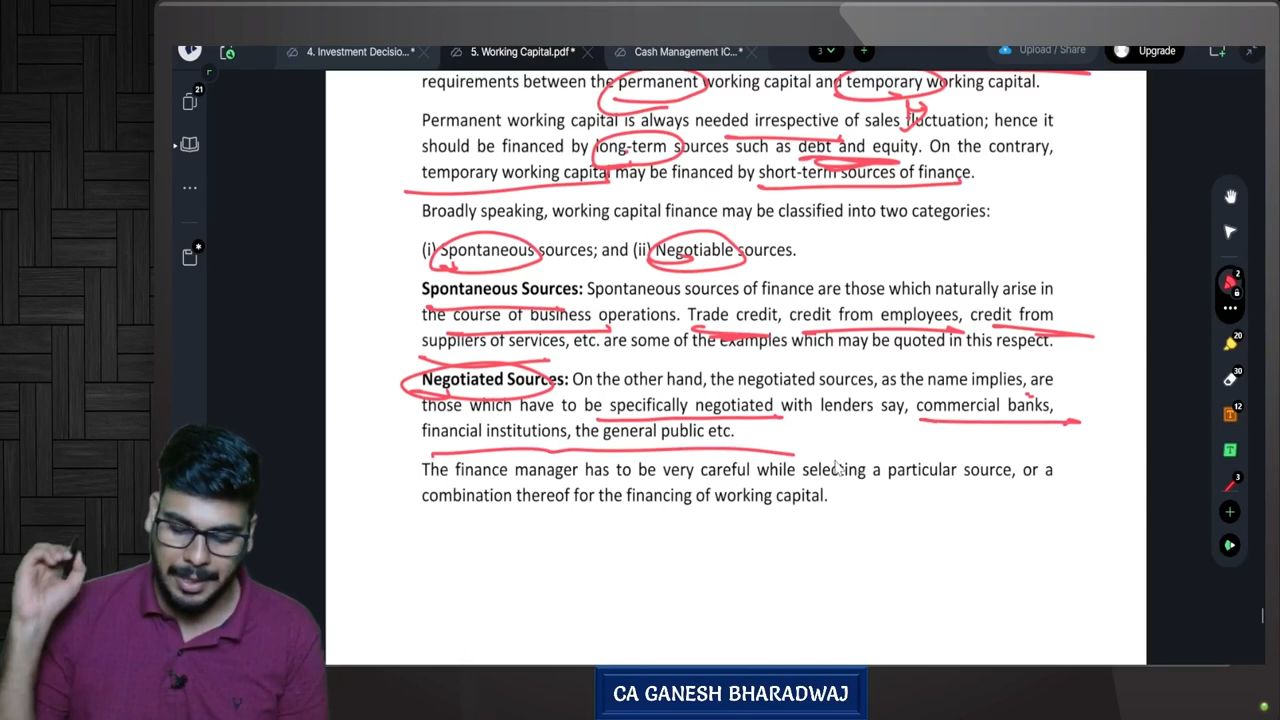 4. Investment Decisio...*
5. Working Capital.pdf*
Cash Management IC...*
3
Upload / Share
Upgrade
requirements between the permanent working capital and temporary working capital.
Permanent working capital is always needed irrespective of sales fluctuation; hence it
should be financed by long-term sources such as debt and equity. On the contrary,
temporary working capital may be financed by short-term sources of finance.
Broadly speaking, working capital finance may be classified into two categories:
(i) Spontaneous sources; and (ii) Negotiable sources.
Spontaneous Sources: Spontaneous sources of finance are those which naturally arise in
the course of business operations. Trade credit, credit from employees, credit from
suppliers of services, etc. are some of the examples which may be quoted in this respect.
Negotiated Sources: On the other hand, the negotiated sources, as the name implies, are
those which have to be specifically negotiated with lenders say, commercial banks,
financial institutions, the general public etc.
The finance manager has to be very careful while selecting a particular source, or a
combination thereof for the financing of working capital.
21
2
20
30
12
T
3
CA GANESH BHARADWAJ